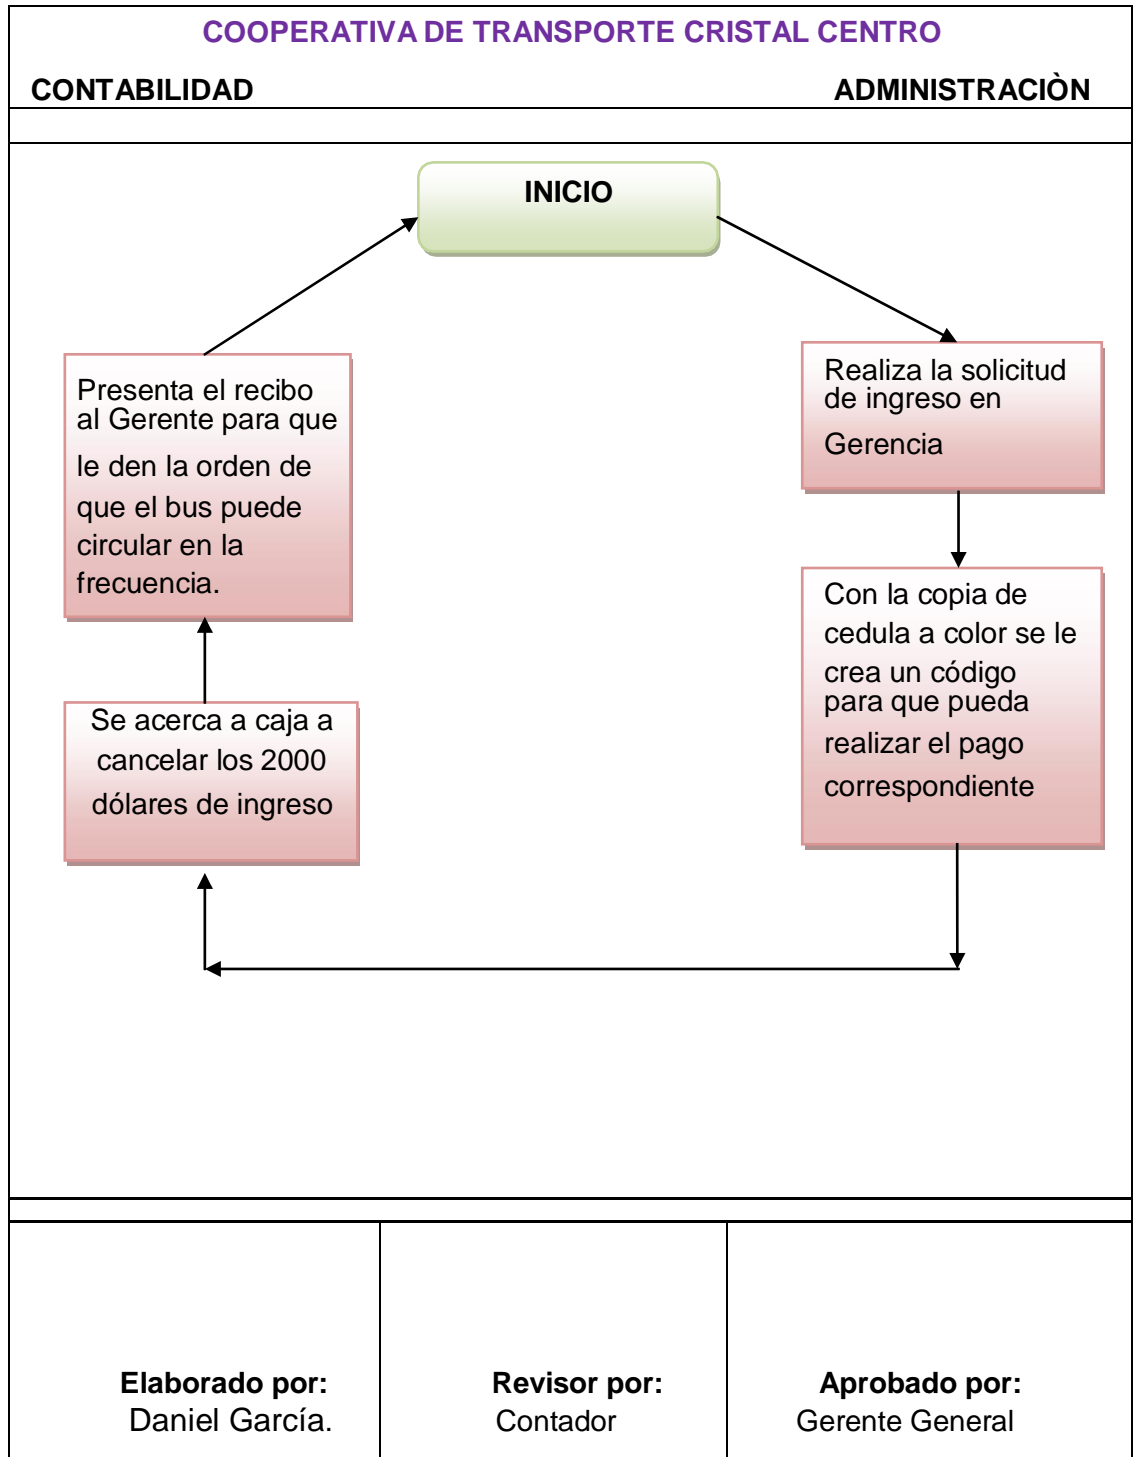 COOPERATIVA DE TRANSPORTE CRISTAL CENTRO
CONTABILIDAD
ADMINISTRACIÒN
INICIO
Realiza la solicitud
de ingreso en
Gerencia
Con la copia de
cedula a color se le
crea un código
para que pueda
realizar el pago
correspondiente
Se acerca a caja a
cancelar los 2000
dólares de ingreso
Presenta el recibo
al Gerente para que
le den la orden de
que el bus puede
circular en la
frecuencia.
Elaborado por:
Daniel García.
Revisor por:
Contador
Aprobado por:
Gerente General